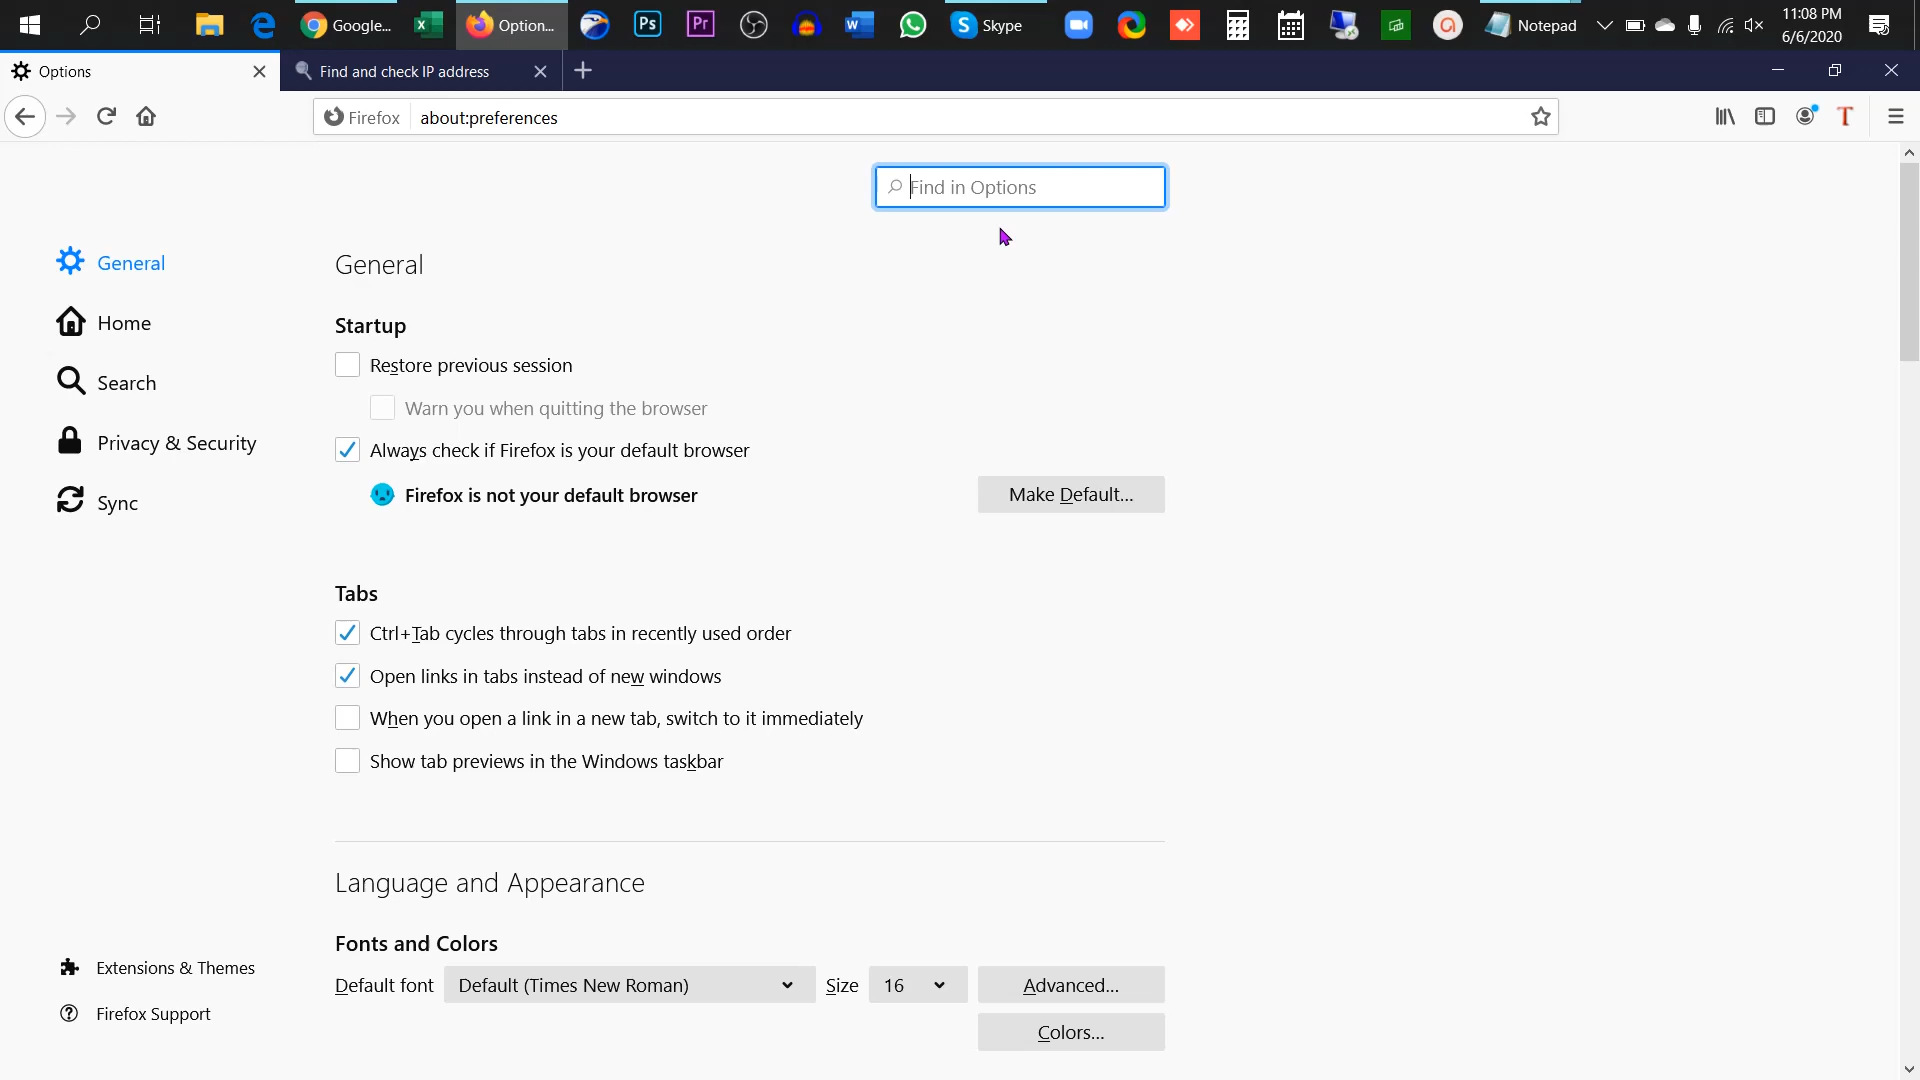 Google...
Option...
Ps
Pr
Skype
Notepad
11:08 PM
6/6/2020
Options
Find and check IP address
Firefox
about:preferences
Find in Options
General
Home
Search
Privacy & Security
Sync
General
Startup
Restore previous session
Warn you when quitting the browser
Always check if Firefox is your default browser
Firefox is not your default browser
Make Default...
Tabs
Ctrl+Tab cycles through tabs in recently used order
Open links in tabs instead of new windows
When you open a link in a new tab, switch to it immediately
Show tab previews in the Windows taskbar
Language and Appearance
Fonts and Colors
Default font
Default (Times New Roman)
Size
16
Advanced...
Colors...
Extensions & Themes
Firefox Support